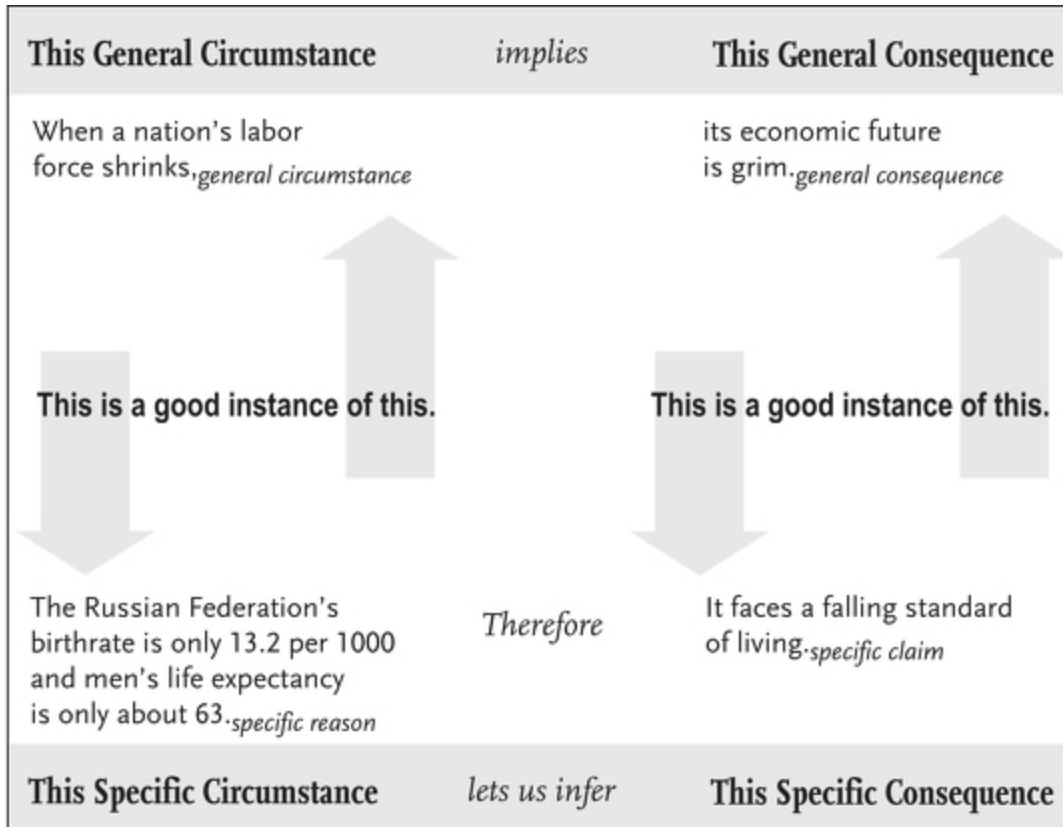 This General Circumstance implies This General Consequence
When a nation's labor
force shrinks,general circumstance
its economic future
is grim.general consequence
This is a good instance of this.
This is a good instance of this.
The Russian Federation's
birthrate is only 13.2 per 1000
and men's life expectancy
is only about 63.specific reason
Therefore
It faces a falling standard
of living.specific claim
This Specific Circumstance lets us infer This Specific Consequence